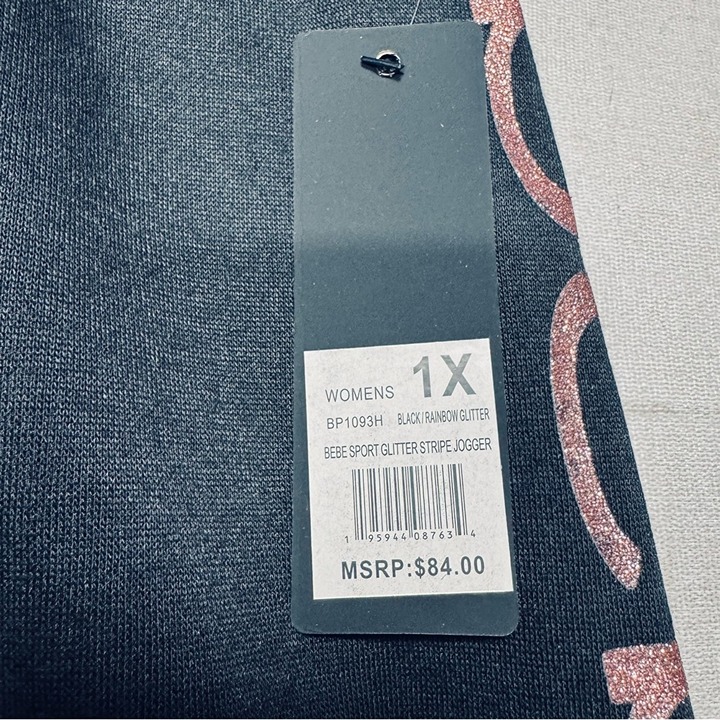 WOMENS 1X
BP1093H BLACK/RAINBOW GLITTER
BEBE SPORT GLITTER STRIPE JOGGER
1 95944 08763 4
MSRP:$84.00